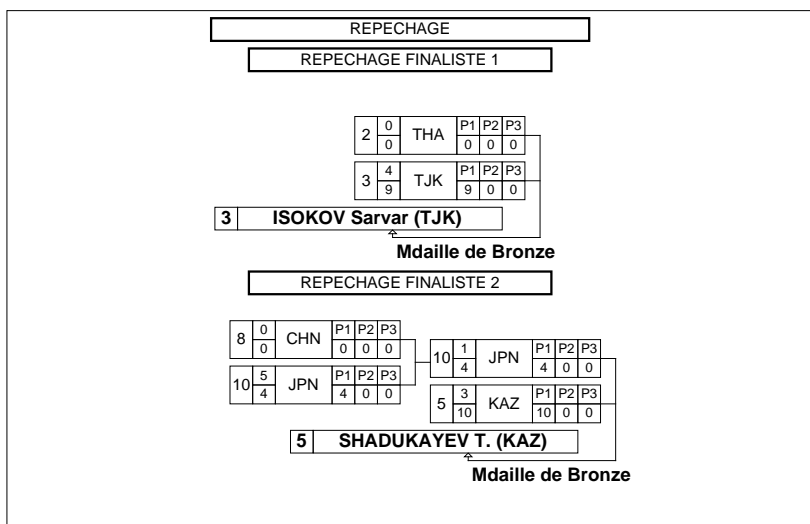 REPECHAGE
REPECHAGE FINALISTE 1
2 0 0 THA P1 P2 P3 0 0 0
3 4 9 TJK P1 P2 P3 9 0 0
3 ISOKOV Sarvar (TJK)
Mdaille de Bronze
REPECHAGE FINALISTE 2
8 0 0 CHN P1 P2 P3 0 0 0
10 5 4 JPN P1 P2 P3 4 0 0
10 1 4 JPN P1 P2 P3 4 0 0
5 3 10 KAZ P1 P2 P3 10 0 0
5 SHADUKAYEV T. (KAZ)
Mdaille de Bronze